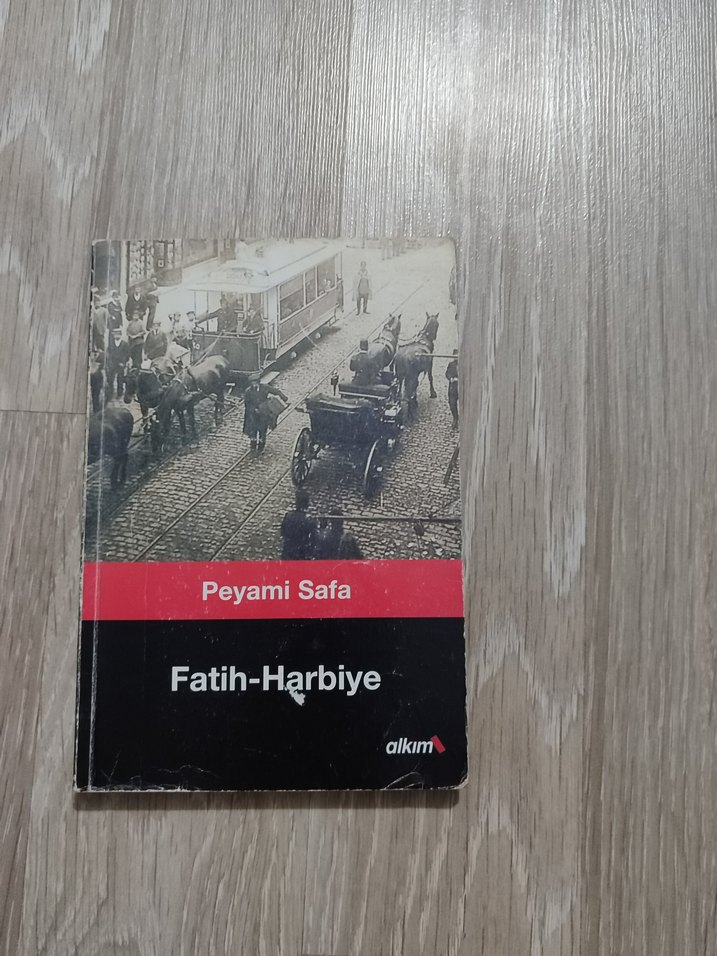 Peyami Safa
Fatih-Harbiye
alkım